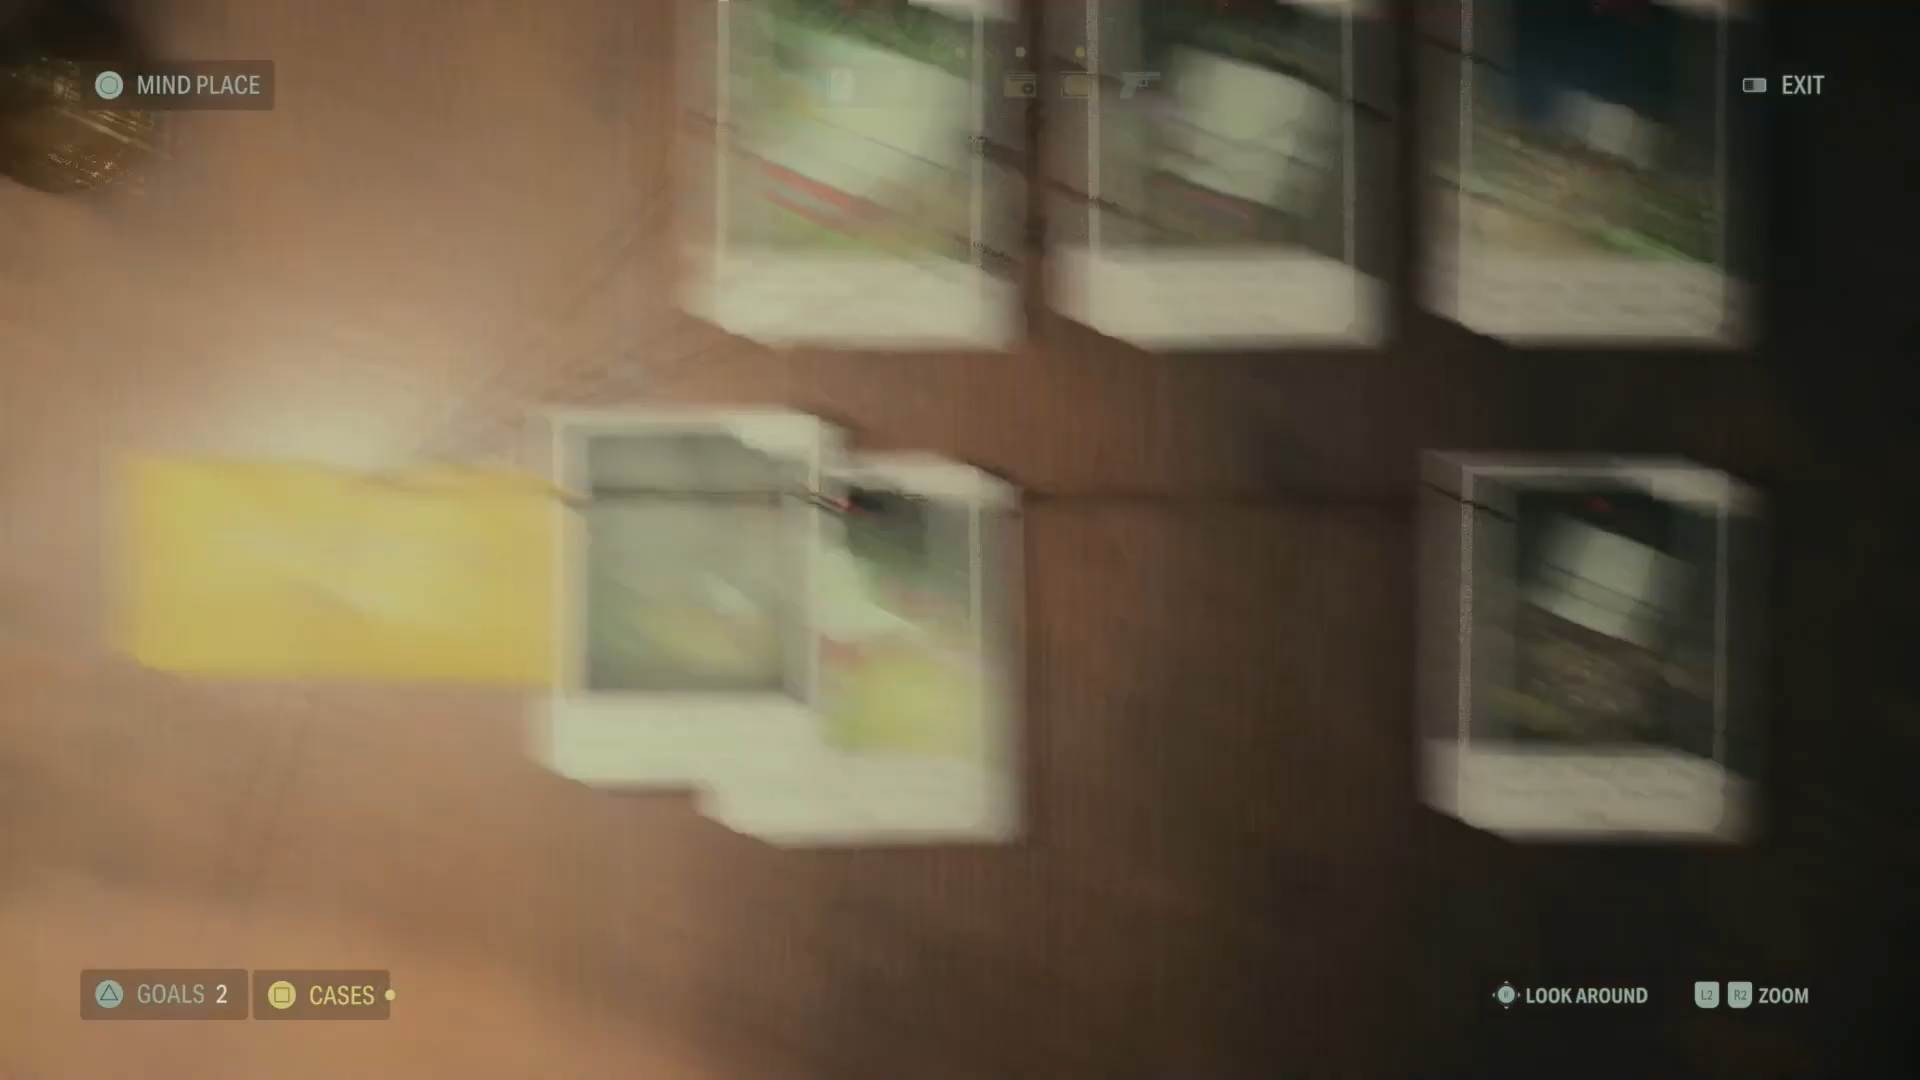 MIND PLACE
EXIT
GOALS 2
CASES
LOOK AROUND
L2 R2 ZOOM